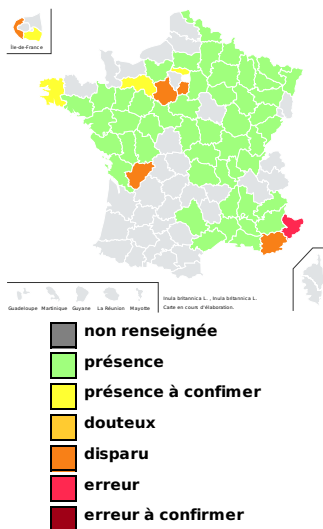 Île-de-France
Inula britannica L. , Inula britannica L.
Carte en cours d'élaboration.
Guadeloupe Martinique Guyane La Réunion Mayotte
non renseignée
présence
présence à confimer
douteux
disparu
erreur
erreur à confirmer